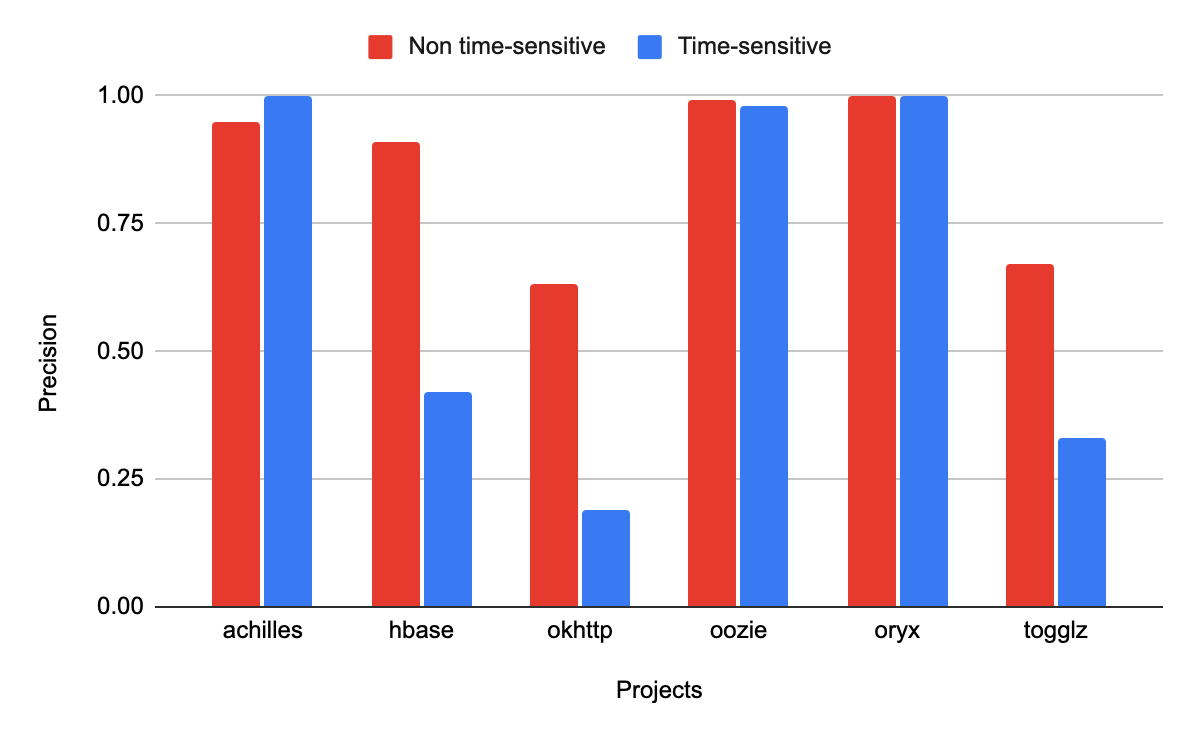 Non time-sensitive Time-sensitive
1.00
0.75
0.50
0.25
0.00
Precision
achilles hbase okhttp oozie oryx togglz
Projects